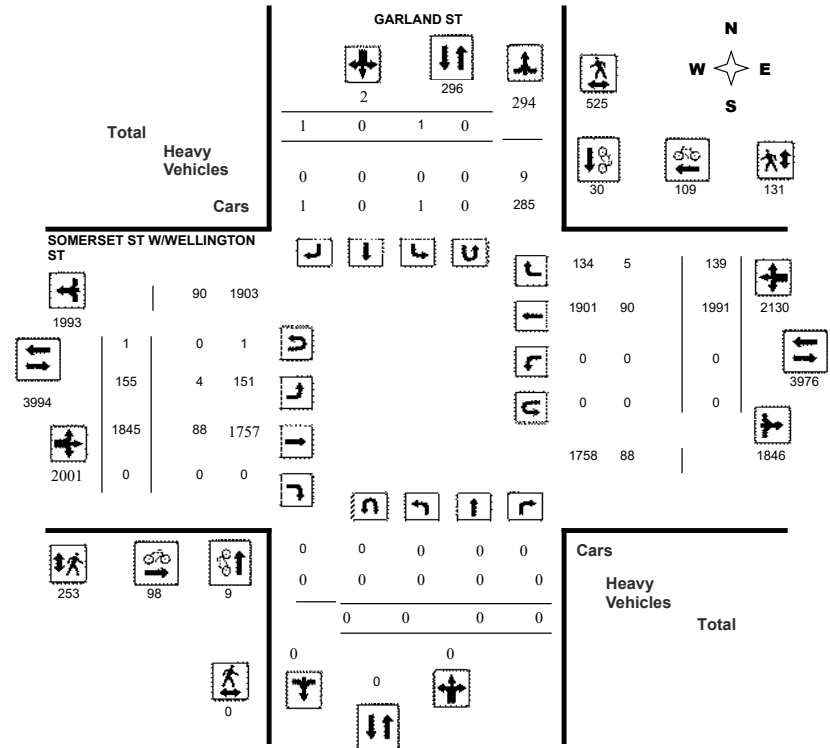 GARLAND ST
N
W E
S
2
296
294
525
Total
1 0 1 0
Heavy
Vehicles
0 0 0 0 9
Cars
1 0 1 0 285
30 109 131
SOMERSET ST W/WELLINGTON
ST
90 1903
1993
134 5 139
2130
1901 90 1991
1 0 1
0 0 0
3994
155 4 151
3976
0 0 0
1845 88 1757
1758 88
1846
2001
0 0 0
0 0 0 0 0
Cars
0 0 0 0 0
Heavy
Vehicles
253 98 9
0 0 0 0
Total
0 0
0
0